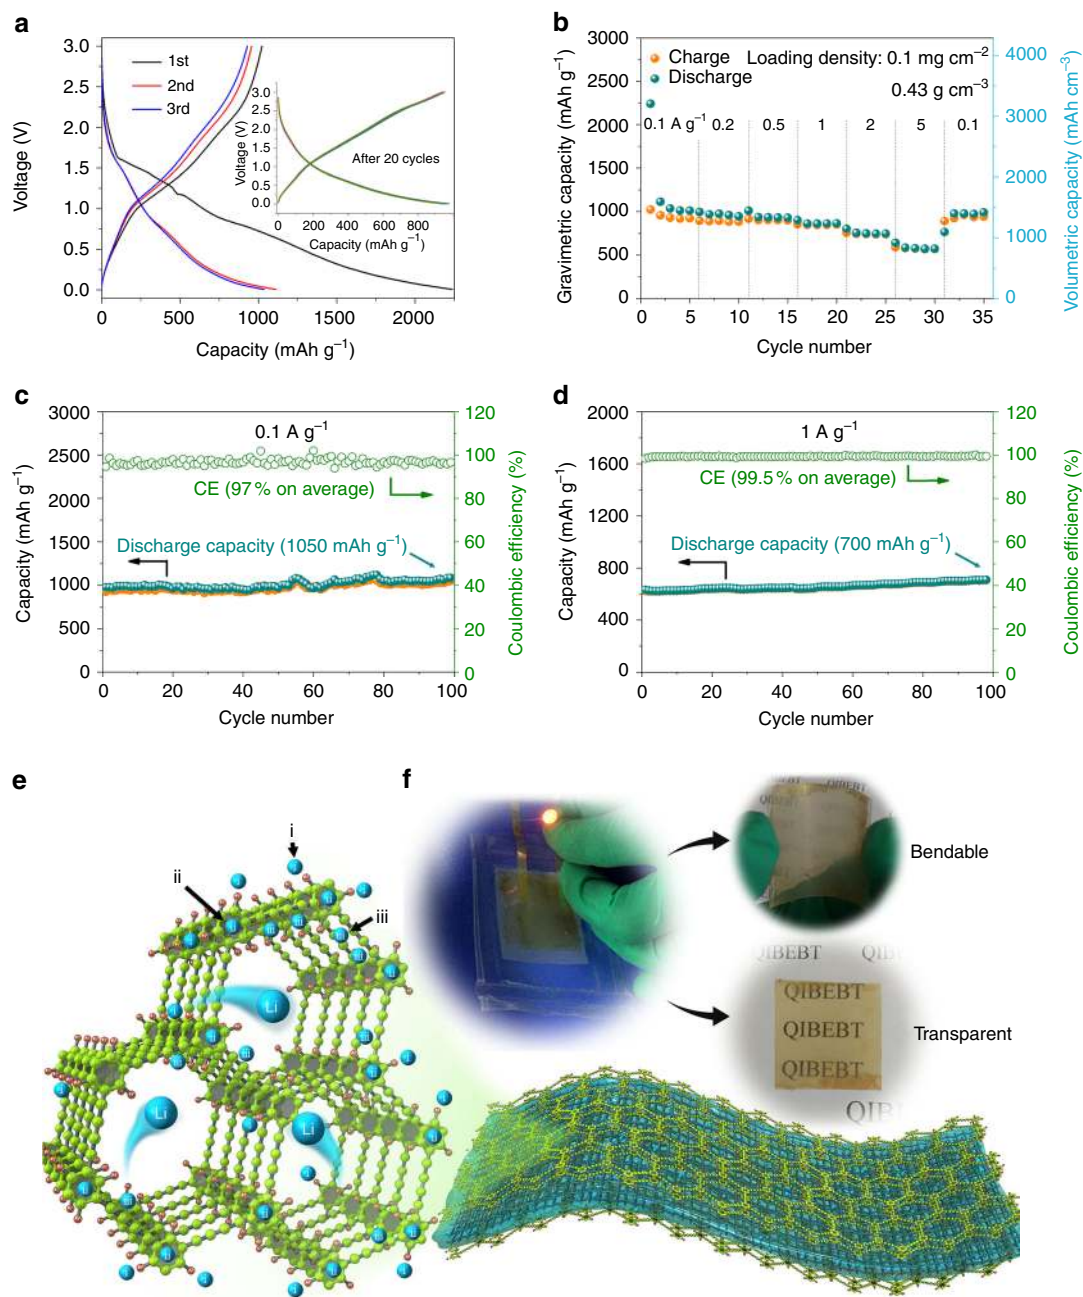 a
3.0
2.5
2.0
1.5
1.0
0.5
0.0
Voltage (V)
1st
2nd
3rd
3.0
2.5
2.0
1.5
1.0
0.5
0.0
Voltage (V)
After 20 cycles
0 200 400 600 800
Capacity (mAh g⁻¹)
0 500 1000 1500 2000
Capacity (mAh g⁻¹)
b
3000
2500
2000
1500
1000
500
0
Gravimetric capacity (mAh g⁻¹)
Charge
Discharge
Loading density: 0.1 mg cm⁻²
0.43 g cm⁻³
0.1 A g⁻¹ 0.2 0.5 1 2 5 0.1
4000
3000
2000
1000
0
Volumetric capacity (mAh cm⁻³)
0 5 10 15 20 25 30 35
Cycle number
c
3000
2500
2000
1500
1000
500
0
Capacity (mAh g⁻¹)
0.1 A g⁻¹
CE (97 % on average)
Discharge capacity (1050 mAh g⁻¹)
120
100
80
60
40
20
0
Coulombic efficiency (%)
0 20 40 60 80 100
Cycle number
d
2000
1600
1200
800
400
0
Capacity (mAh g⁻¹)
1 A g⁻¹
CE (99.5 % on average)
Discharge capacity (700 mAh g⁻¹)
120
100
80
60
40
20
0
Coulombic efficiency (%)
0 20 40 60 80 100
Cycle number
e
i
ii
iii
Li
Li
Li
f
Bendable
QIBEBT
QIBEBT
QIBEBT
QIBEBT
Transparent